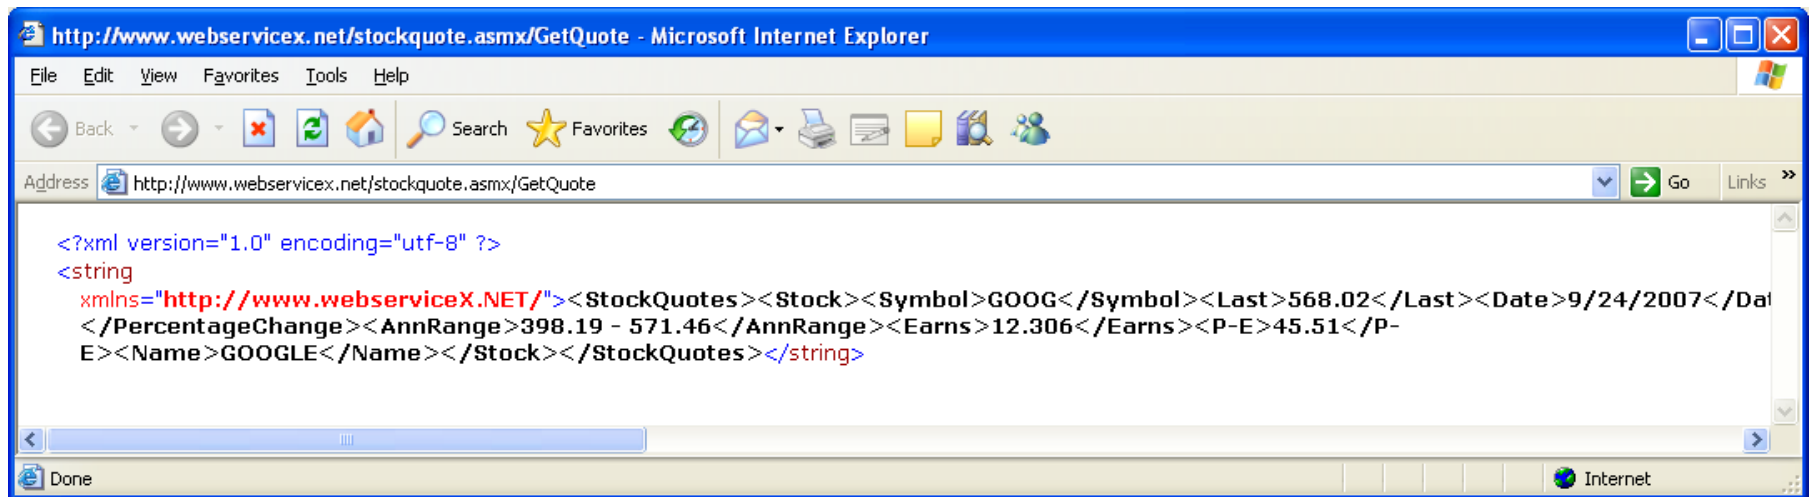 http://www.webservicex.net/stockquote.asmx/GetQuote - Microsoft Internet Explorer
File Edit View Favorites Tools Help
Back Search Favorites
Address http://www.webservicex.net/stockquote.asmx/GetQuote Go Links »
<?xml version="1.0" encoding="utf-8" ?>
<string
xmlns="http://www.webserviceX.NET/"><StockQuotes><Stock><Symbol>GOOG</Symbol><Last>568.02</Last><Date>9/24/2007</Dat
</PercentageChange><AnnRange>398.19 - 571.46</AnnRange><Earns>12.306</Earns><P-E>45.51</P-
E><Name>GOOGLE</Name></Stock></StockQuotes></string>
Done Internet